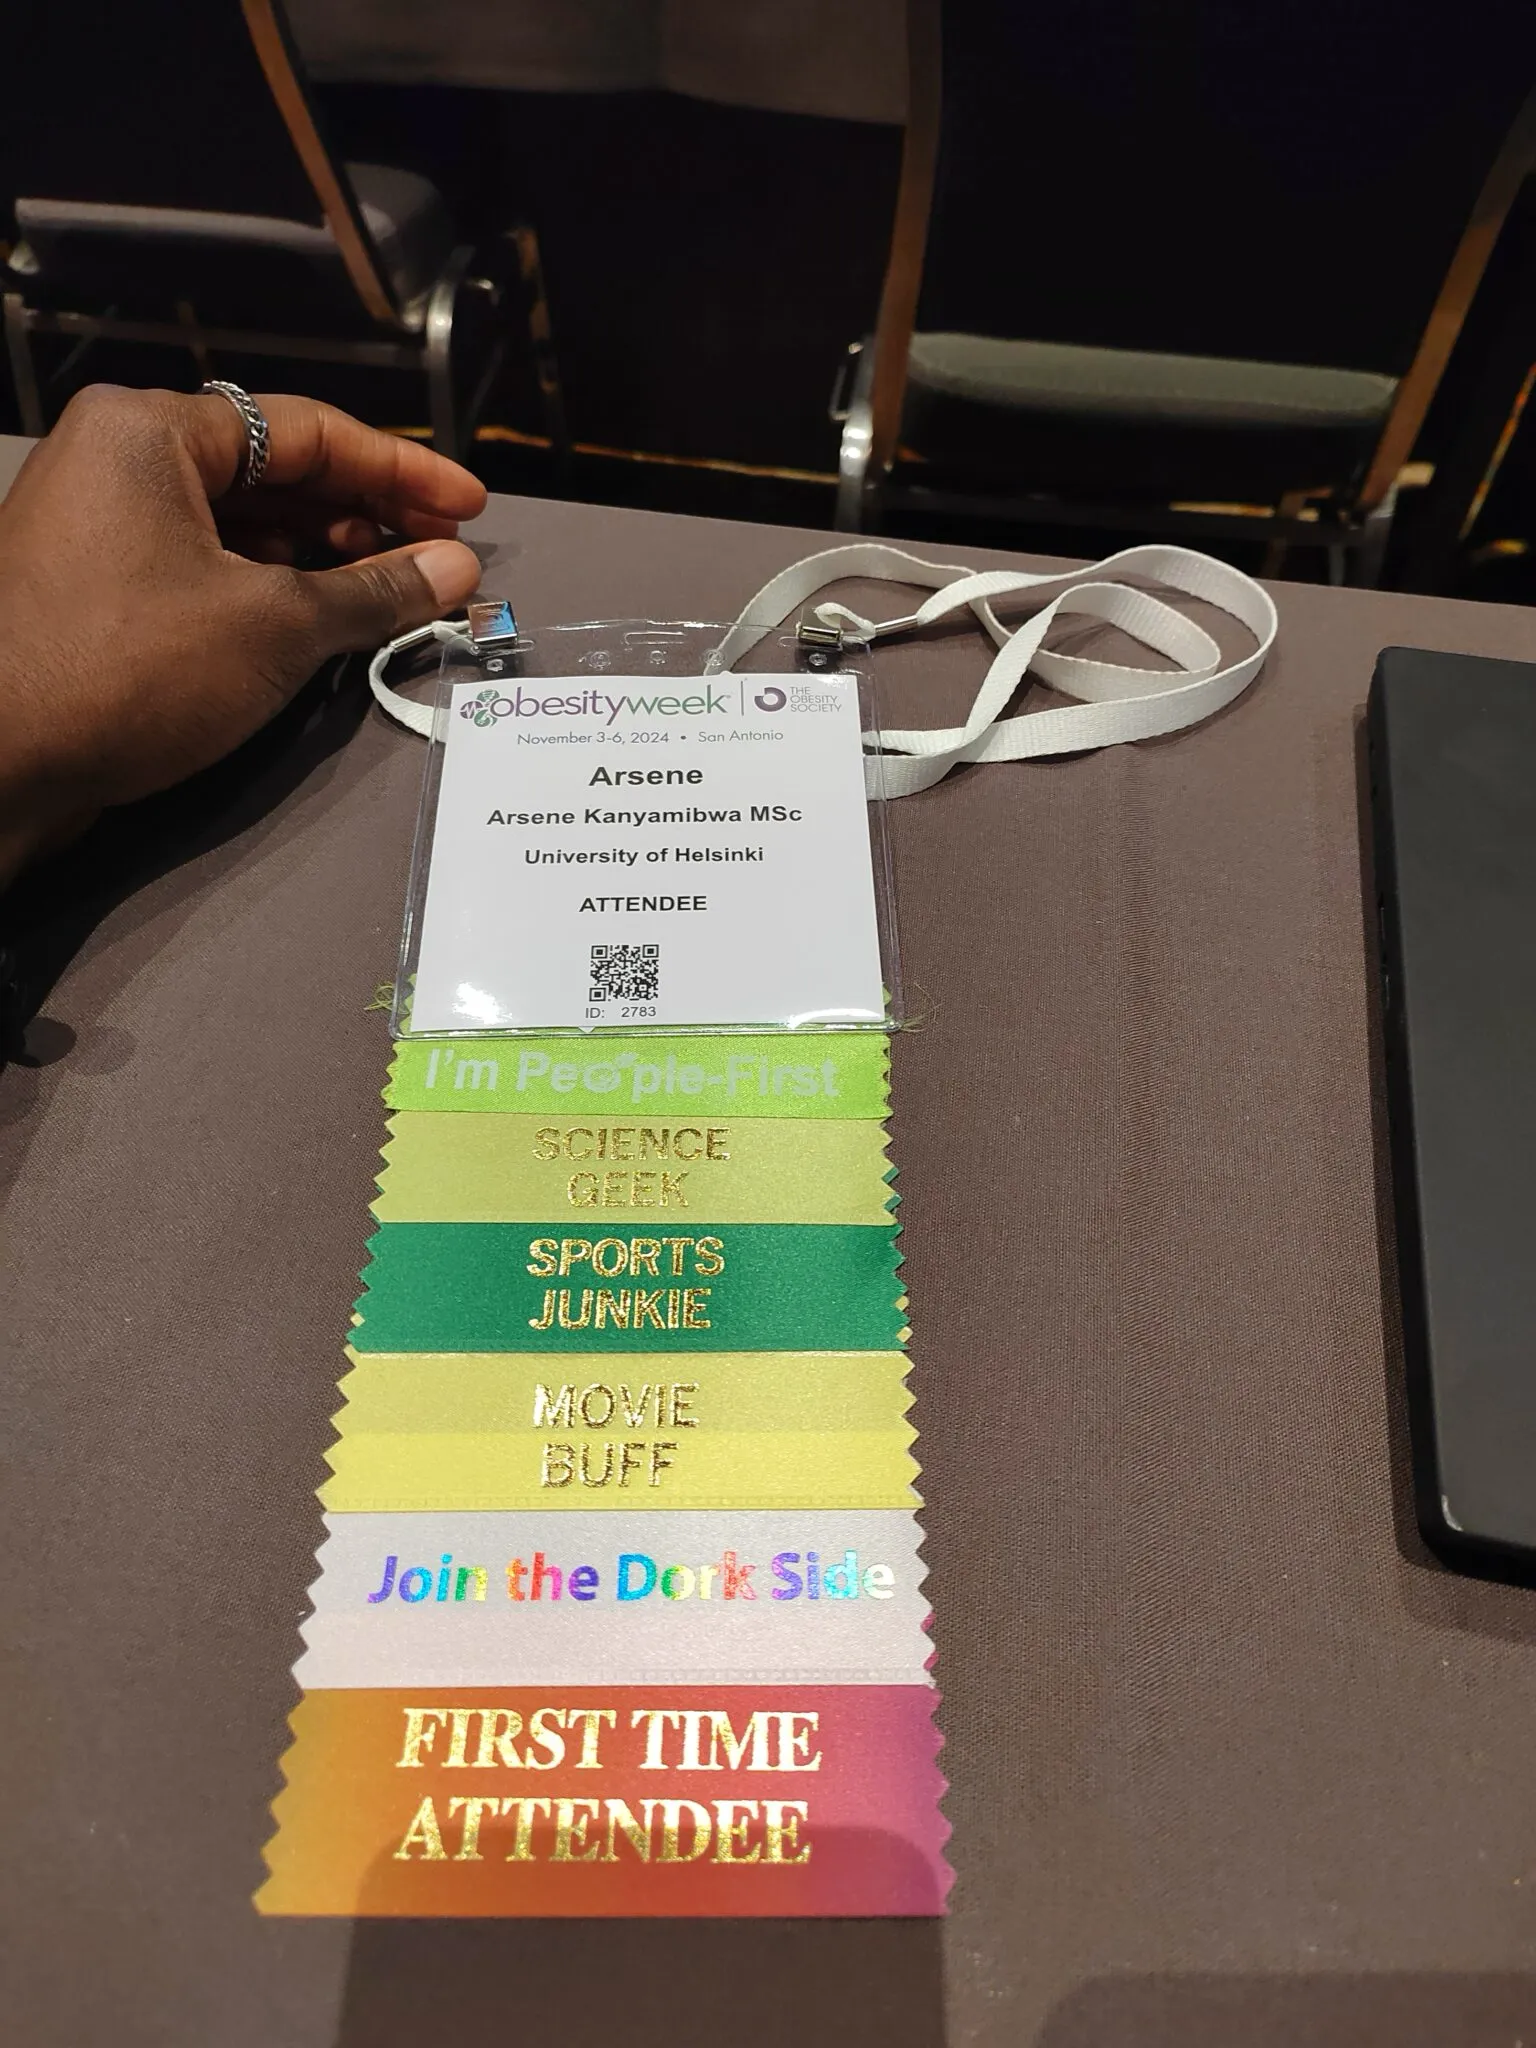 obesityweek | THE OBESITY SOCIETY
November 3-6, 2024 • San Antonio
Arsene
Arsene Kanyamibwa MSc
University of Helsinki
ATTENDEE
ID: 2783
I'm People-First
SCIENCE
GEEK
SPORTS
JUNKIE
MOVIE
BUFF
Join the Dork Side
FIRST TIME
ATTENDEE